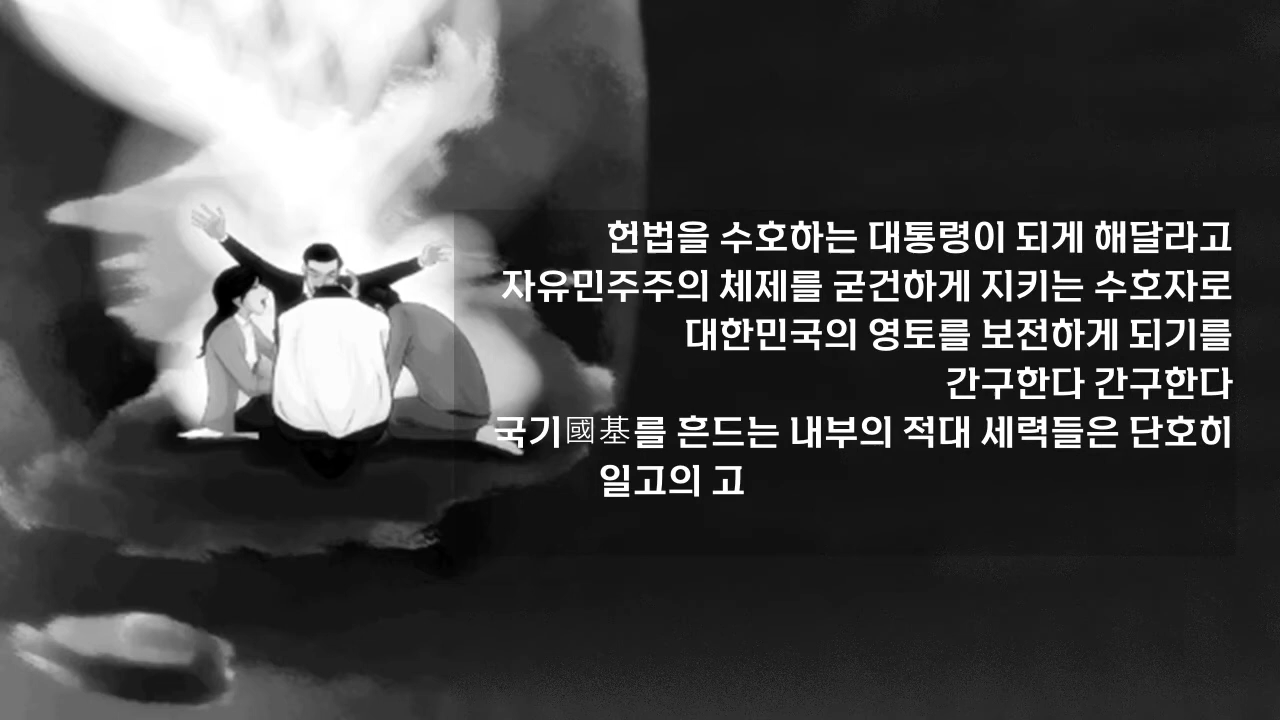 헌법을 수호하는 대통령이 되게 해달라고
자유민주주의 체제를 굳건하게 지키는 수호자로
대한민국의 영토를 보전하게 되기를
간구한다 간구한다
국기國基를 흔드는 내부의 적대 세력들은 단호히
일고의 고